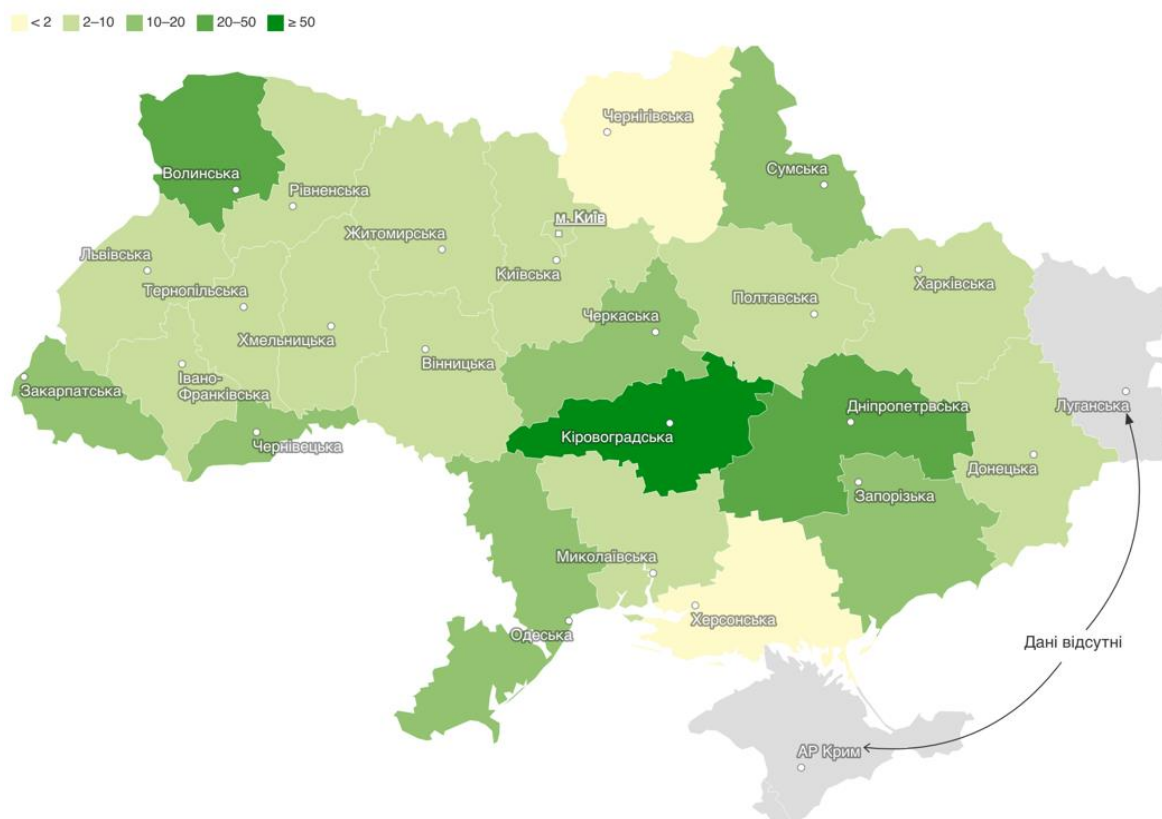 < 2 2–10 10–20 20–50 ≥ 50
Чернігівська
Сумська
Волинська
Рівненська
м. Київ
Житомирська
Львівська
Київська
Харківська
Тернопільська
Полтавська
Черкаська
Хмельницька
Вінницька
Закарпатська
Івано-
Франківська
Луганська
Дніпропетрвська
Чернівецька
Кіровоградська
Донецька
Запорізька
Миколаївська
Херсонська
Одеська
Дані відсутні
АР Крим